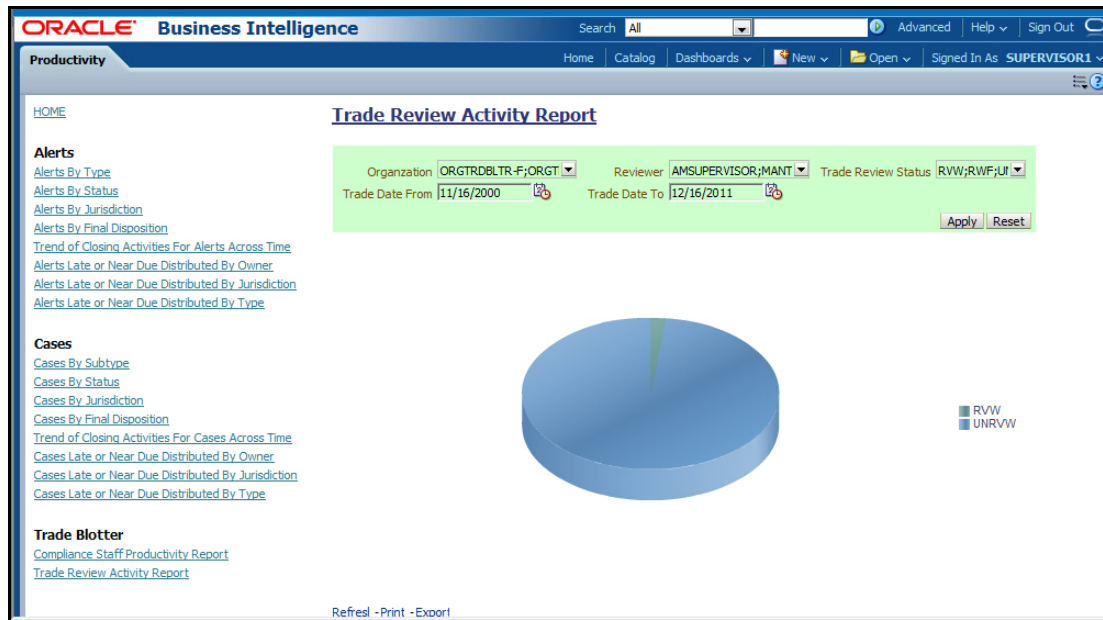 ORACLE Business Intelligence
Search All Advanced Help Sign Out
Productivity
Home Catalog Dashboards New Open Signed In As SUPERVISOR1
HOME
Alerts
Alerts By Type
Alerts By Status
Alerts By Jurisdiction
Alerts By Final Disposition
Trend of Closing Activities For Alerts Across Time
Alerts Late or Near Due Distributed By Owner
Alerts Late or Near Due Distributed By Jurisdiction
Alerts Late or Near Due Distributed By Type
Cases
Cases By Subtype
Cases By Status
Cases By Jurisdiction
Cases By Final Disposition
Trend of Closing Activities For Cases Across Time
Cases Late or Near Due Distributed By Owner
Cases Late or Near Due Distributed By Jurisdiction
Cases Late or Near Due Distributed By Type
Trade Blotter
Compliance Staff Productivity Report
Trade Review Activity Report
Trade Review Activity Report
Organzation ORGTRDBLTR-F;ORGT Reviewer AMSUPERVISOR;MANT Trade Review Status RVW;RWF;UI
Trade Date From 11/16/2000 Trade Date To 12/16/2011
Apply Reset
RVW
UNRVW
Refresl - Print - Export